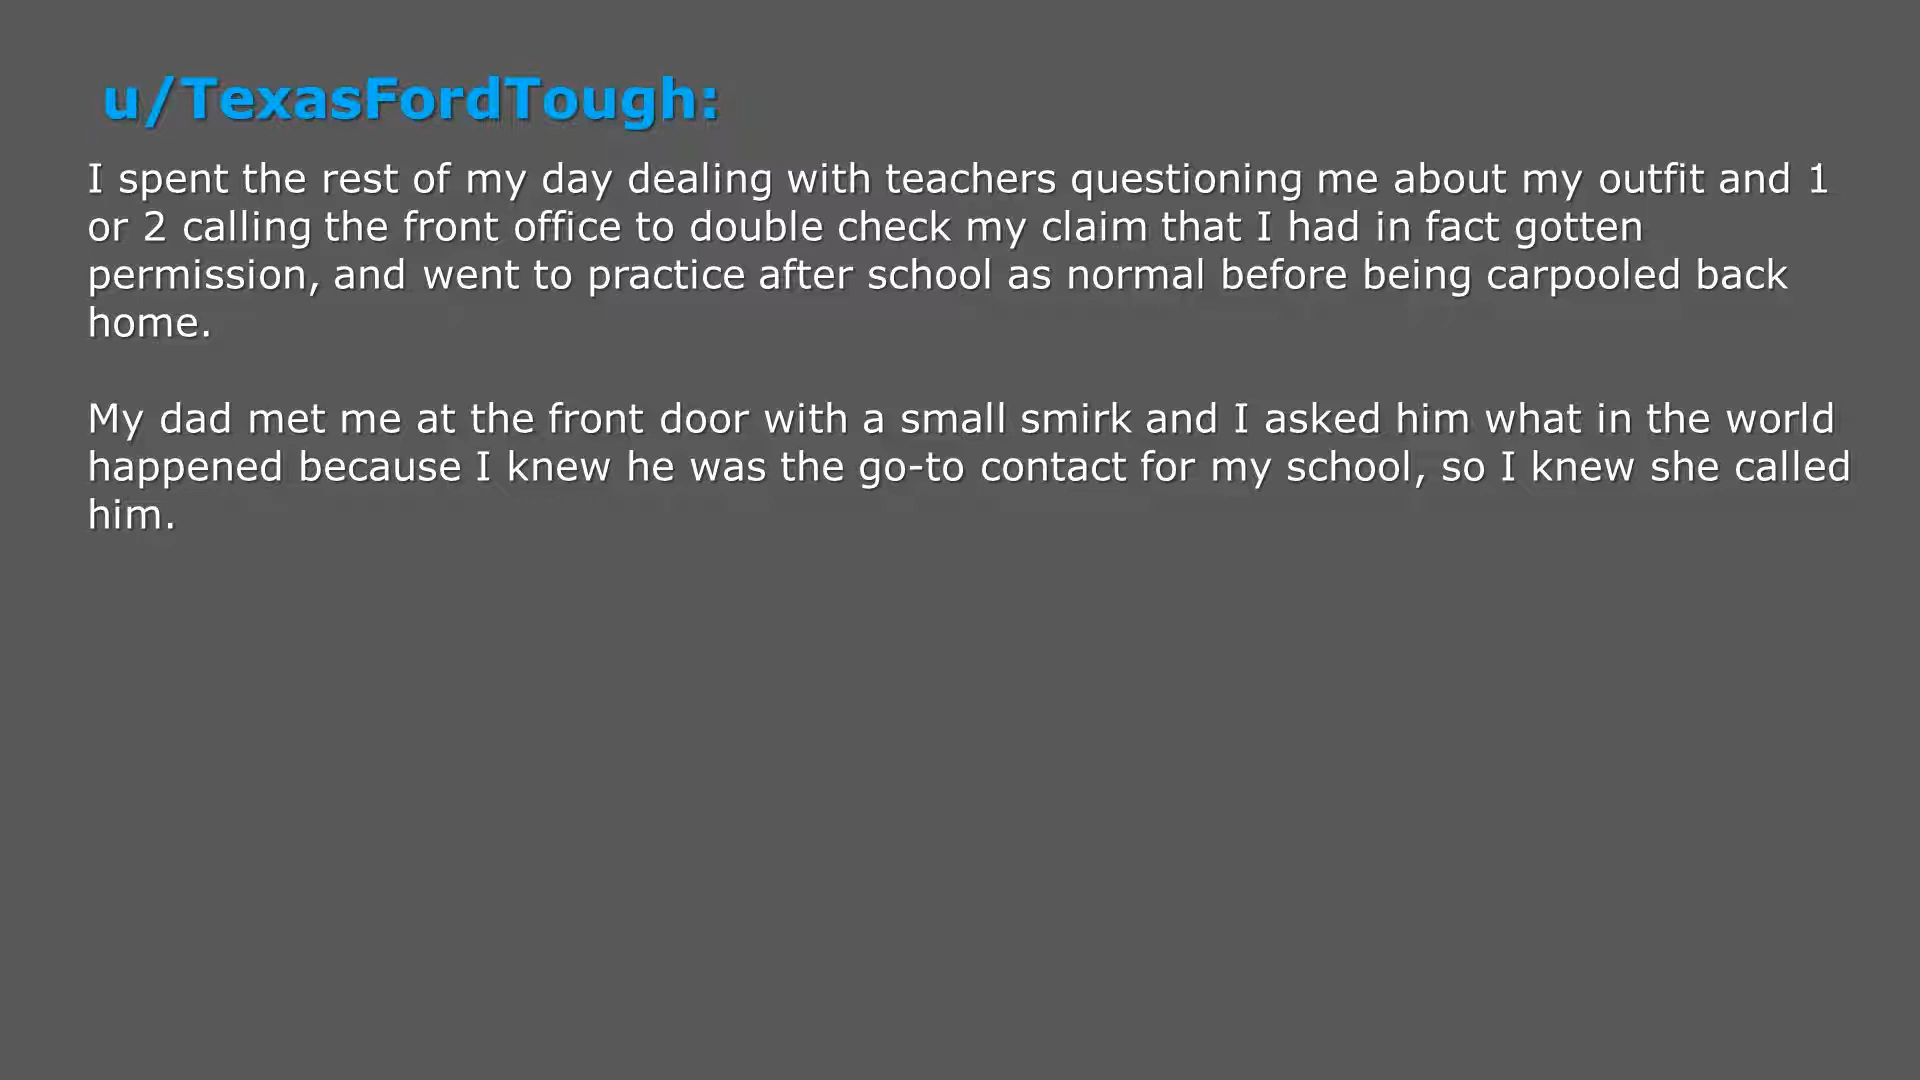 u/TexasFordTough:
I spent the rest of my day dealing with teachers questioning me about my outfit and 1
or 2 calling the front office to double check my claim that I had in fact gotten
permission, and went to practice after school as normal before being carpooled back
home.
My dad met me at the front door with a small smirk and I asked him what in the world
happened because I knew he was the go-to contact for my school, so I knew she called
him.